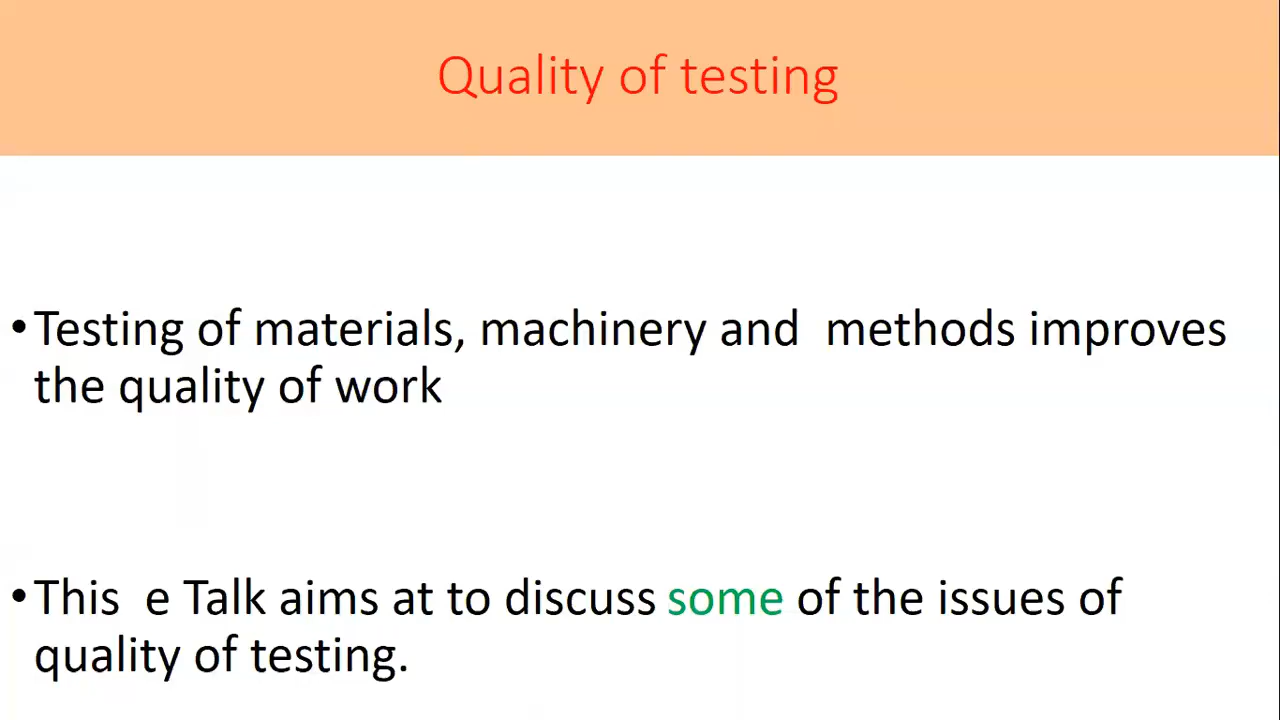 Quality of testing
•Testing of materials, machinery and  methods improves
the quality of work
•This  e Talk aims at to discuss some of the issues of
quality of testing.